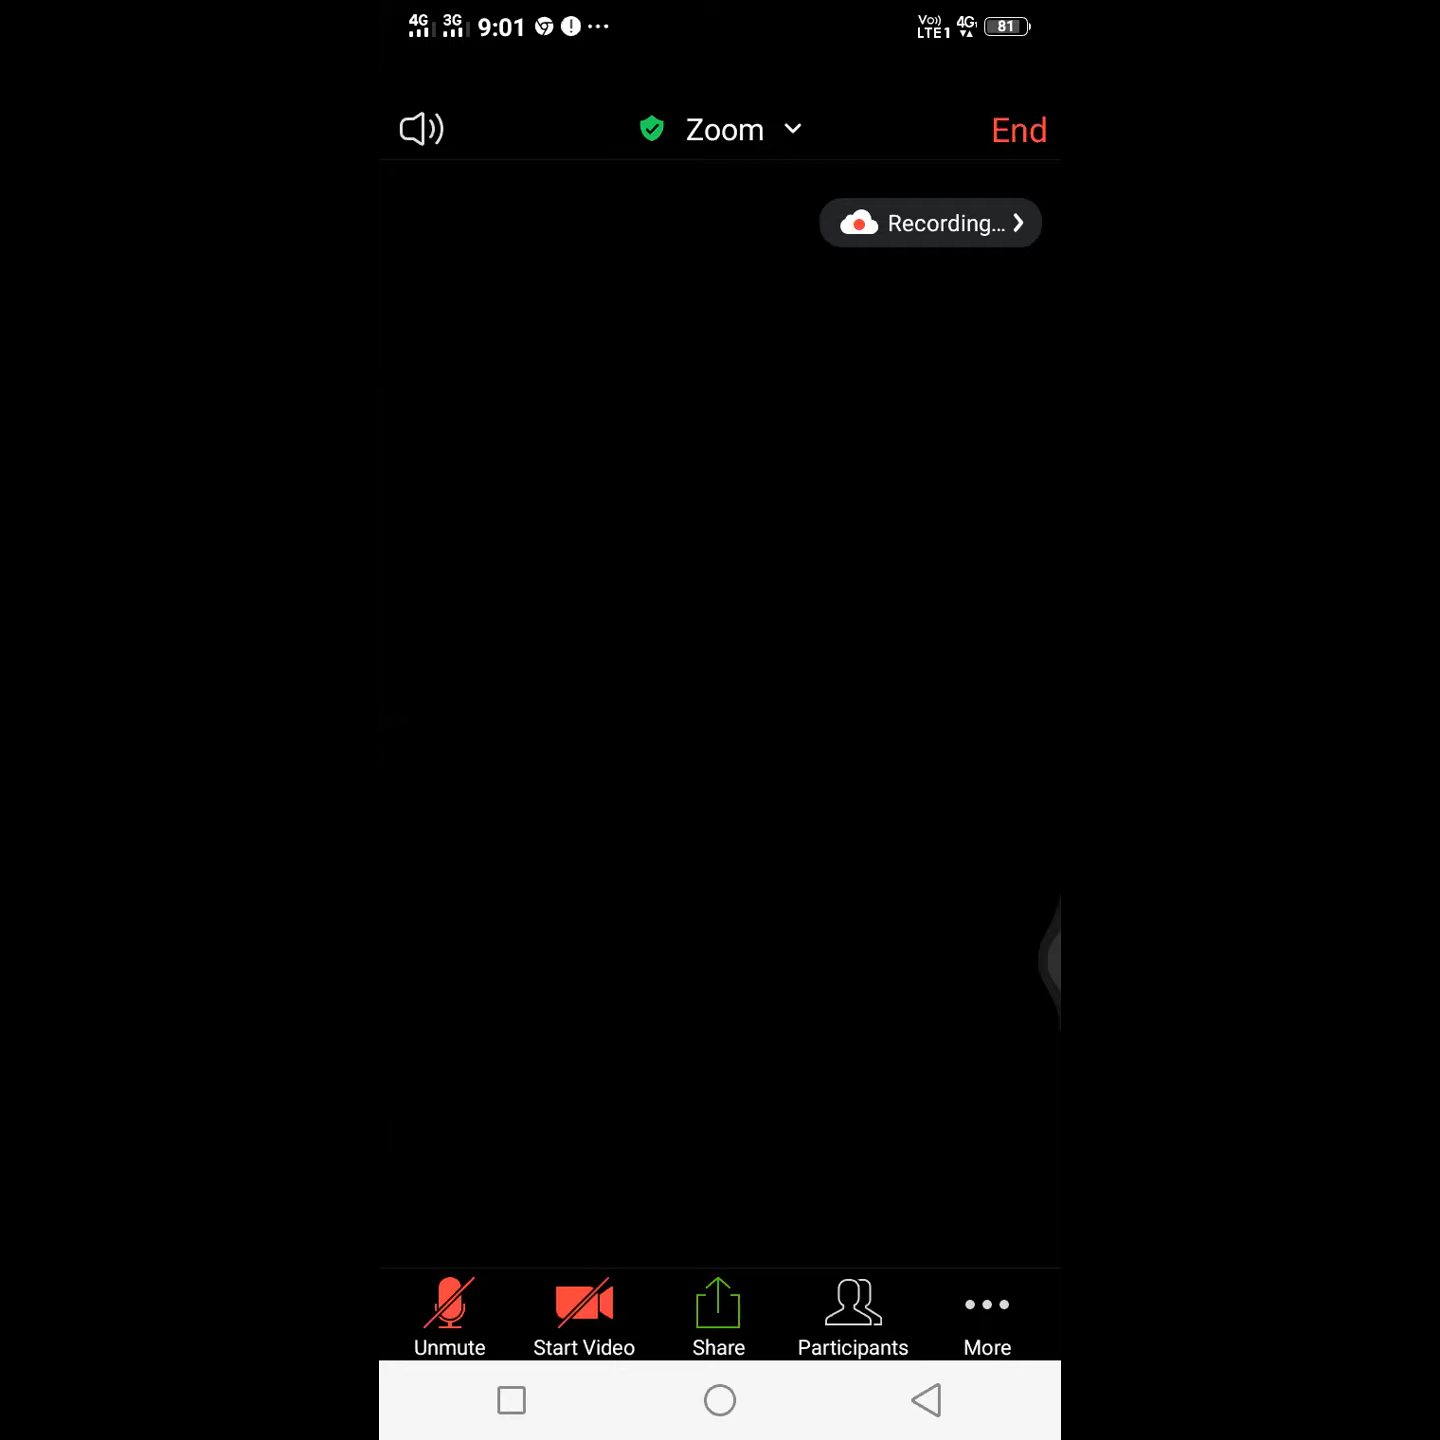 4G 3G 9:01 Vo)) LTE1 4G 81
Zoom End
Recording...
Unmute Start Video Share Participants More